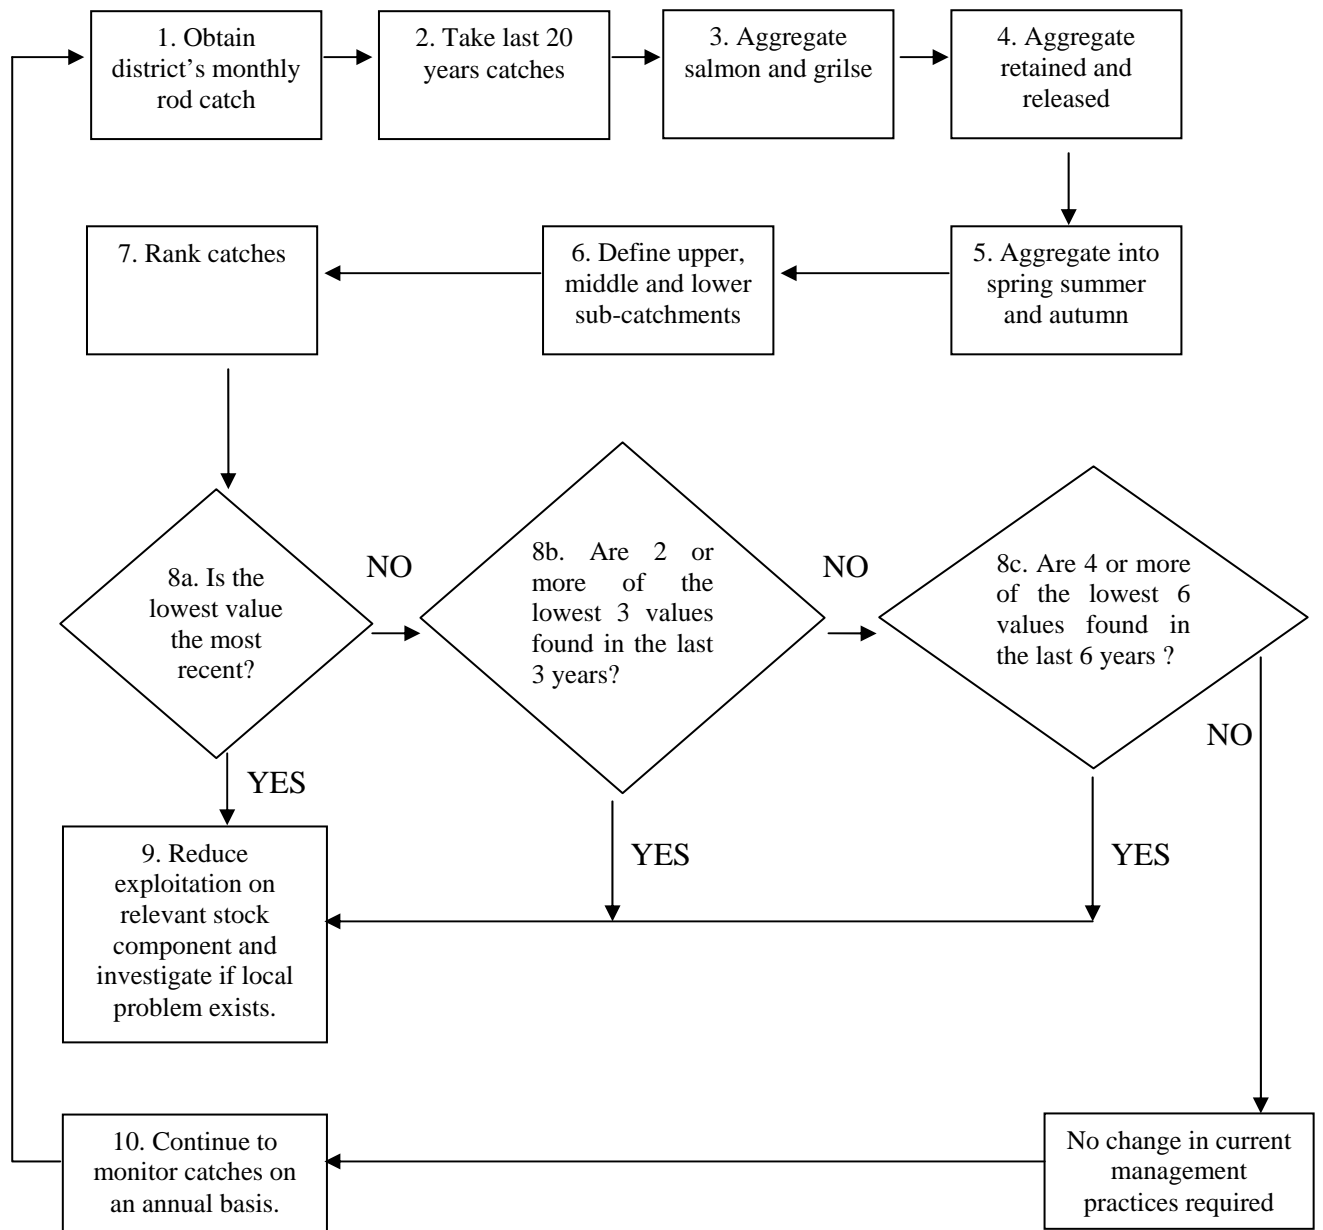 1. Obtain
district’s monthly
rod catch
2. Take last 20
years catches
3. Aggregate
salmon and grilse
4. Aggregate
retained and
released
5. Aggregate into
spring summer
and autumn
6. Define upper,
middle and lower
sub-catchments
7. Rank catches
8a. Is the
lowest value
the most
recent?
NO
8b. Are 2 or
more of the
lowest 3 values
found in the last
3 years?
NO
8c. Are 4 or more
of the lowest 6
values found in
the last 6 years ?
NO
YES
YES
YES
9. Reduce
exploitation on
relevant stock
component and
investigate if local
problem exists.
No change in current
management
practices required
10. Continue to
monitor catches on
an annual basis.